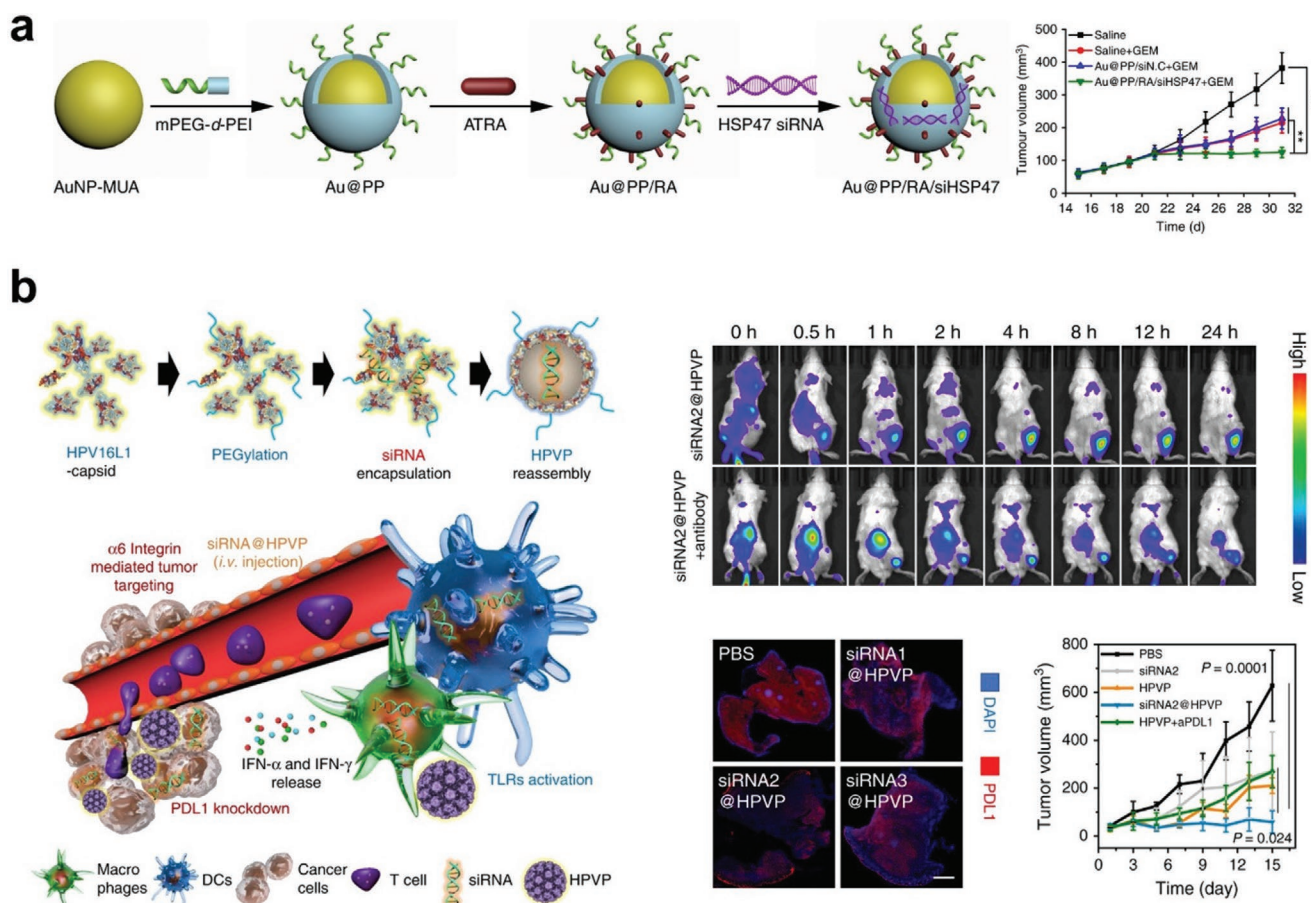 a
mPEG-d-PEI
ATRA
HSP47 siRNA
AuNP-MUA
Au@PP
Au@PP/RA
Au@PP/RA/siHSP47
Tumour volume (mm³)
500
400
300
200
100
0
Saline
Saline+GEM
Au@PP/siN.C+GEM
Au@PP/RA/siHSP47+GEM
**
14 16 18 20 22 24 26 28 30 32
Time (d)
b
HPV16L1
-capsid
PEGylation
siRNA
encapsulation
HPVP
reassembly
α6 Integrin
mediated tumor
targeting
siRNA@HPVP
(i.v. injection)
IFN-α and IFN-γ
release
TLRs activation
PDL1 knockdown
Macro
phages
DCs
Cancer
cells
T cell
siRNA
HPVP
0 h 0.5 h 1 h 2 h 4 h 8 h 12 h 24 h
siRNA2@HPVP
siRNA2@HPVP
+antibody
High
Low
PBS
siRNA1
@HPVP
siRNA2
@HPVP
siRNA3
@HPVP
DAPI
PDL1
Tumor volume (mm³)
800
600
400
200
0
PBS
siRNA2
HPVP
siRNA2@HPVP
HPVP+aPDL1
P = 0.0001
P = 0.024
0 3 6 9 12 15
Time (day)